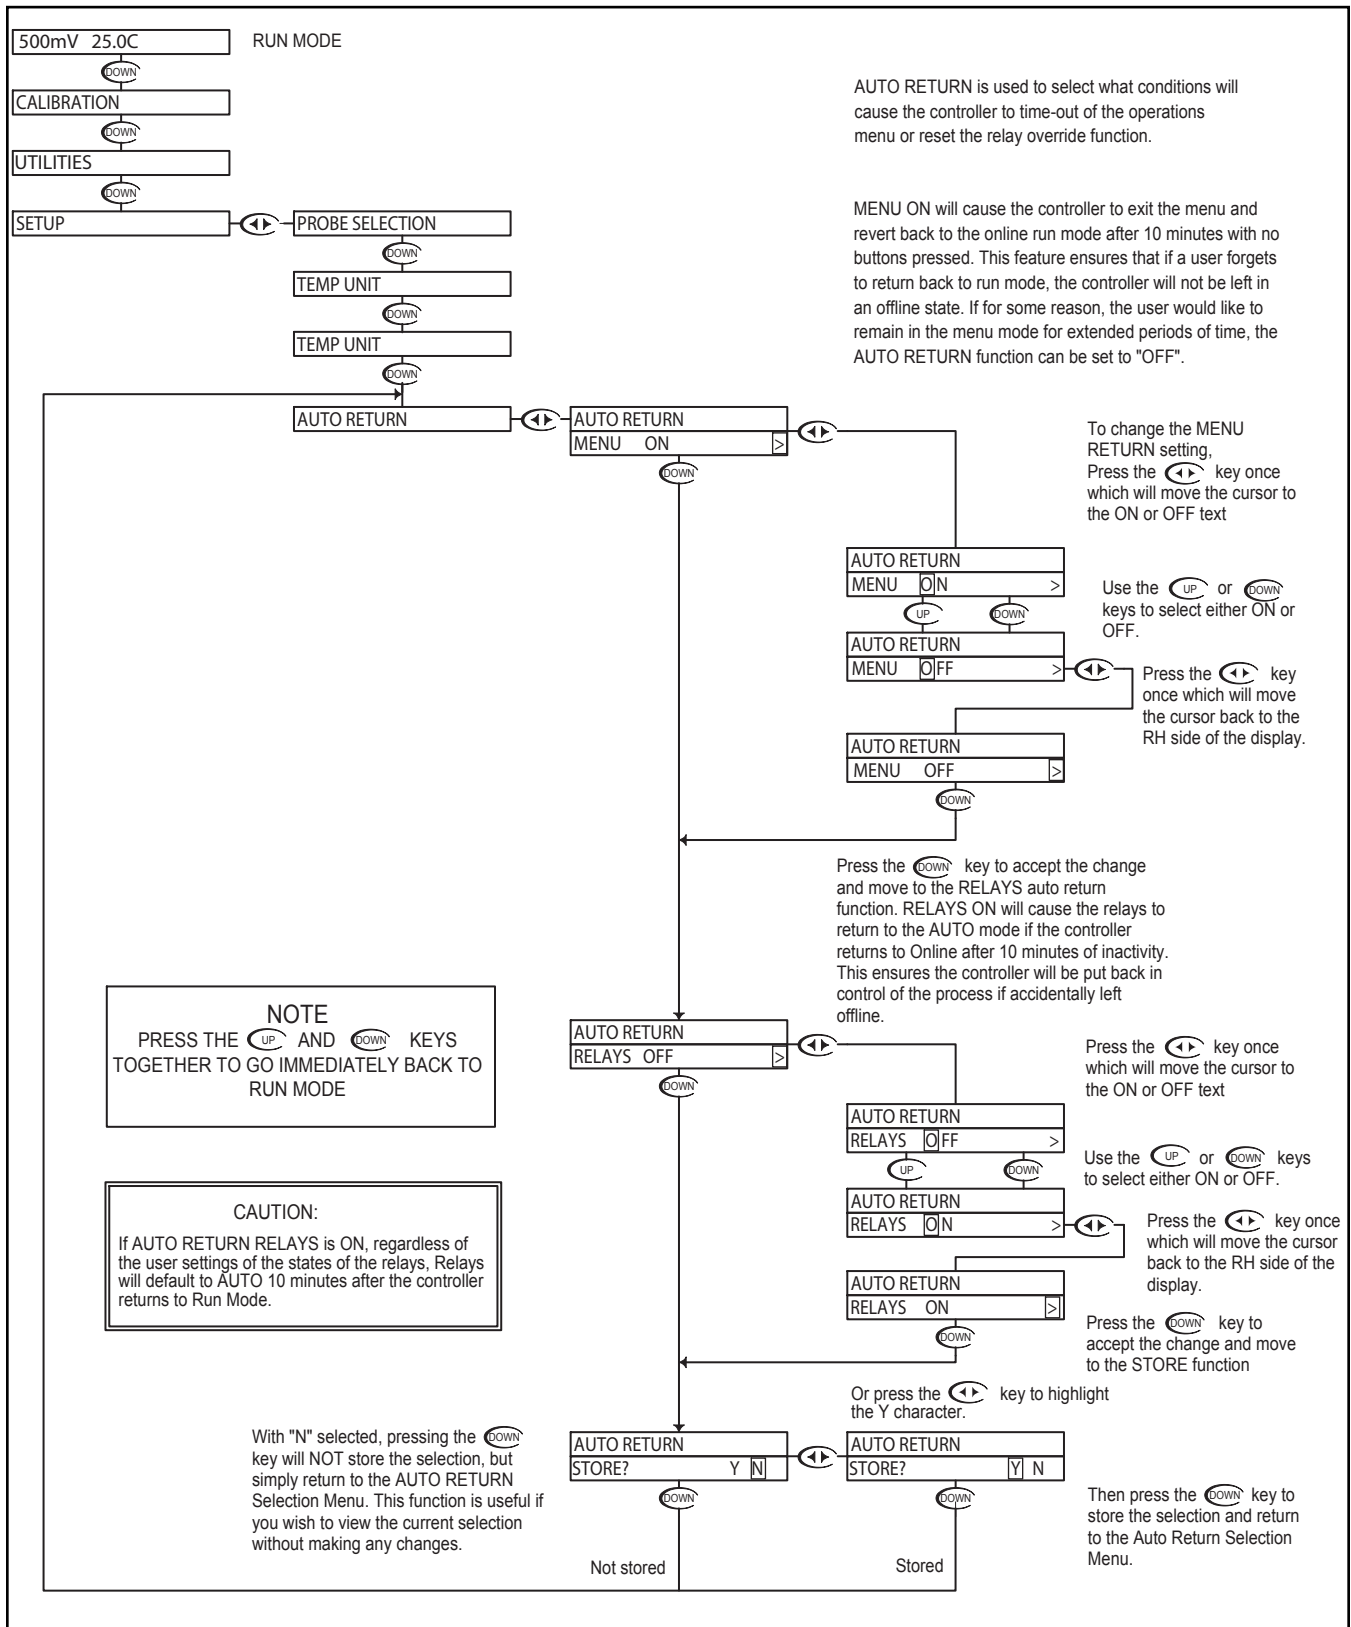 500mV 25.0C
RUN MODE
DOWN
CALIBRATION
DOWN
UTILITIES
DOWN
SETUP
PROBE SELECTION
DOWN
TEMP UNIT
DOWN
TEMP UNIT
DOWN
AUTO RETURN
AUTO RETURN is used to select what conditions will
cause the controller to time-out of the operations
menu or reset the relay override function.
MENU ON will cause the controller to exit the menu and
revert back to the online run mode after 10 minutes with no
buttons pressed. This feature ensures that if a user forgets
to return back to run mode, the controller will not be left in
an offline state. If for some reason, the user would like to
remain in the menu mode for extended periods of time, the
AUTO RETURN function can be set to "OFF".
AUTO RETURN
MENU ON >
DOWN
To change the MENU
RETURN setting,
Press the key once
which will move the cursor to
the ON or OFF text
AUTO RETURN
MENU ON >
UP DOWN
Use the UP or DOWN
keys to select either ON or
OFF.
AUTO RETURN
MENU OFF >
Press the key
once which will move
the cursor back to the
RH side of the display.
AUTO RETURN
MENU OFF >
DOWN
Press the DOWN key to accept the change
and move to the RELAYS auto return
function. RELAYS ON will cause the relays to
return to the AUTO mode if the controller
returns to Online after 10 minutes of inactivity.
This ensures the controller will be put back in
control of the process if accidentally left
offline.
NOTE
PRESS THE UP AND DOWN KEYS
TOGETHER TO GO IMMEDIATELY BACK TO
RUN MODE
AUTO RETURN
RELAYS OFF >
DOWN
Press the key once
which will move the cursor to
the ON or OFF text
AUTO RETURN
RELAYS OFF >
UP DOWN
Use the UP or DOWN keys
to select either ON or OFF.
AUTO RETURN
RELAYS ON >
Press the key once
which will move the cursor
back to the RH side of the
display.
CAUTION:
If AUTO RETURN RELAYS is ON, regardless of
the user settings of the states of the relays, Relays
will default to AUTO 10 minutes after the controller
returns to Run Mode.
AUTO RETURN
RELAYS ON >
DOWN
Press the DOWN key to
accept the change and move
to the STORE function
Or press the key to highlight
the Y character.
With "N" selected, pressing the DOWN
key will NOT store the selection, but
simply return to the AUTO RETURN
Selection Menu. This function is useful if
you wish to view the current selection
without making any changes.
AUTO RETURN
STORE? Y N
DOWN
AUTO RETURN
STORE? Y N
DOWN
Then press the DOWN key to
store the selection and return
to the Auto Return Selection
Menu.
Not stored
Stored